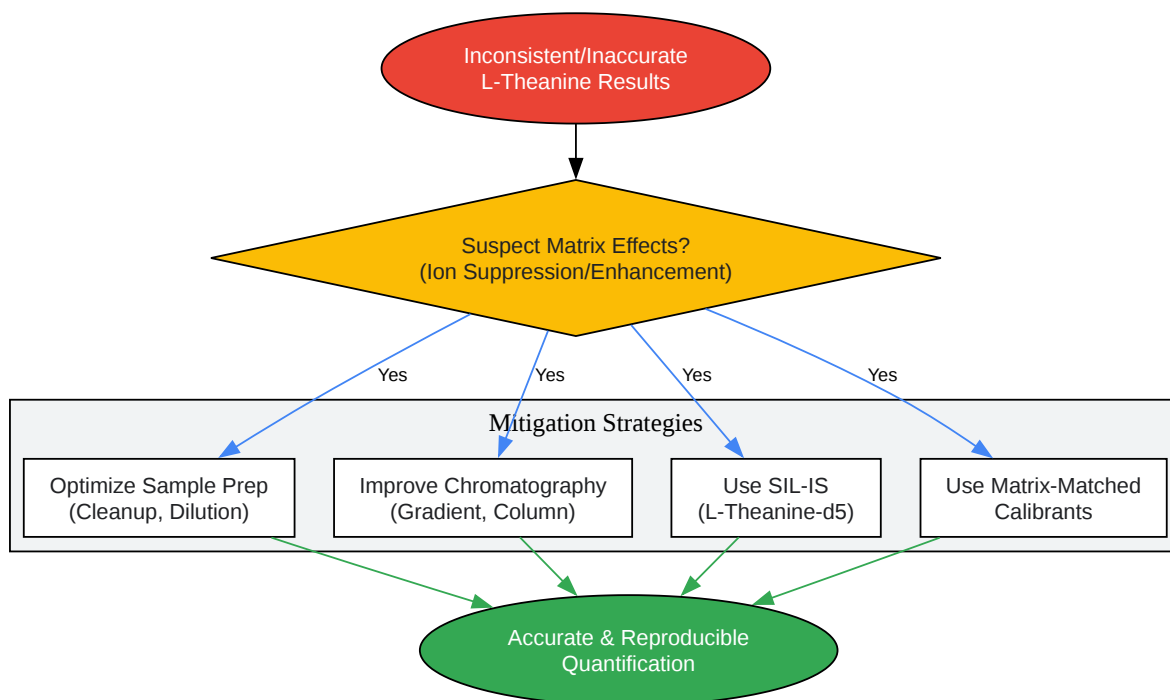 Inconsistent/Inaccurate
L-Theanine Results
Suspect Matrix Effects?
(Ion Suppression/Enhancement)
Yes
Yes
Yes
Yes
Mitigation Strategies
Optimize Sample Prep
(Cleanup, Dilution)
Improve Chromatography
(Gradient, Column)
Use SIL-IS
(L-Theanine-d5)
Use Matrix-Matched
Calibrants
Accurate & Reproducible
Quantification